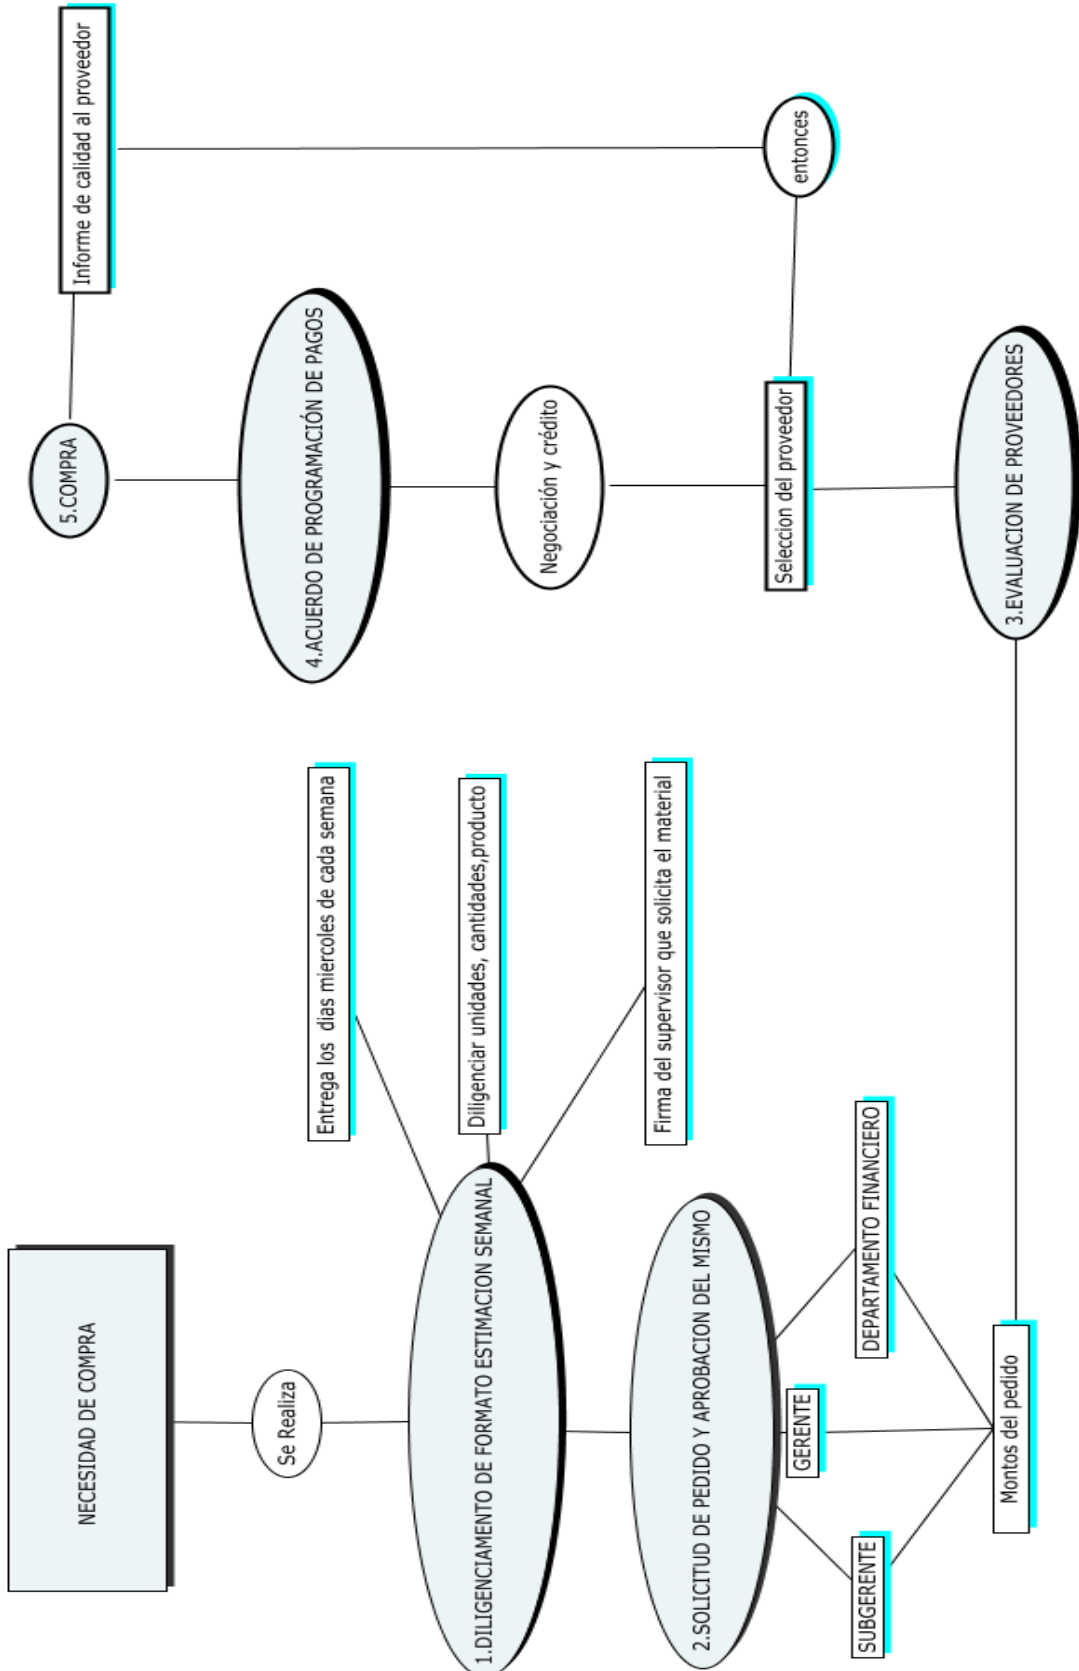 NECESIDAD DE COMPRA
Se Realiza
1.DILIGENCIAMENTO DE FORMATO ESTIMACION SEMANAL
Entrega los dias miercoles de cada semana
Diligenciar unidades, cantidades,producto
Firma del supervisor que solicita el material
2.SOLICITUD DE PEDIDO Y APROBACION DEL MISMO
SUBGERENTE
GERENTE
DEPARTAMENTO FINANCIERO
Montos del pedido
3.EVALUACION DE PROVEEDORES
Seleccion del proveedor
entonces
Negociación y crédito
4.ACUERDO DE PROGRAMACIÓN DE PAGOS
5.COMPRA
Informe de calidad al proveedor